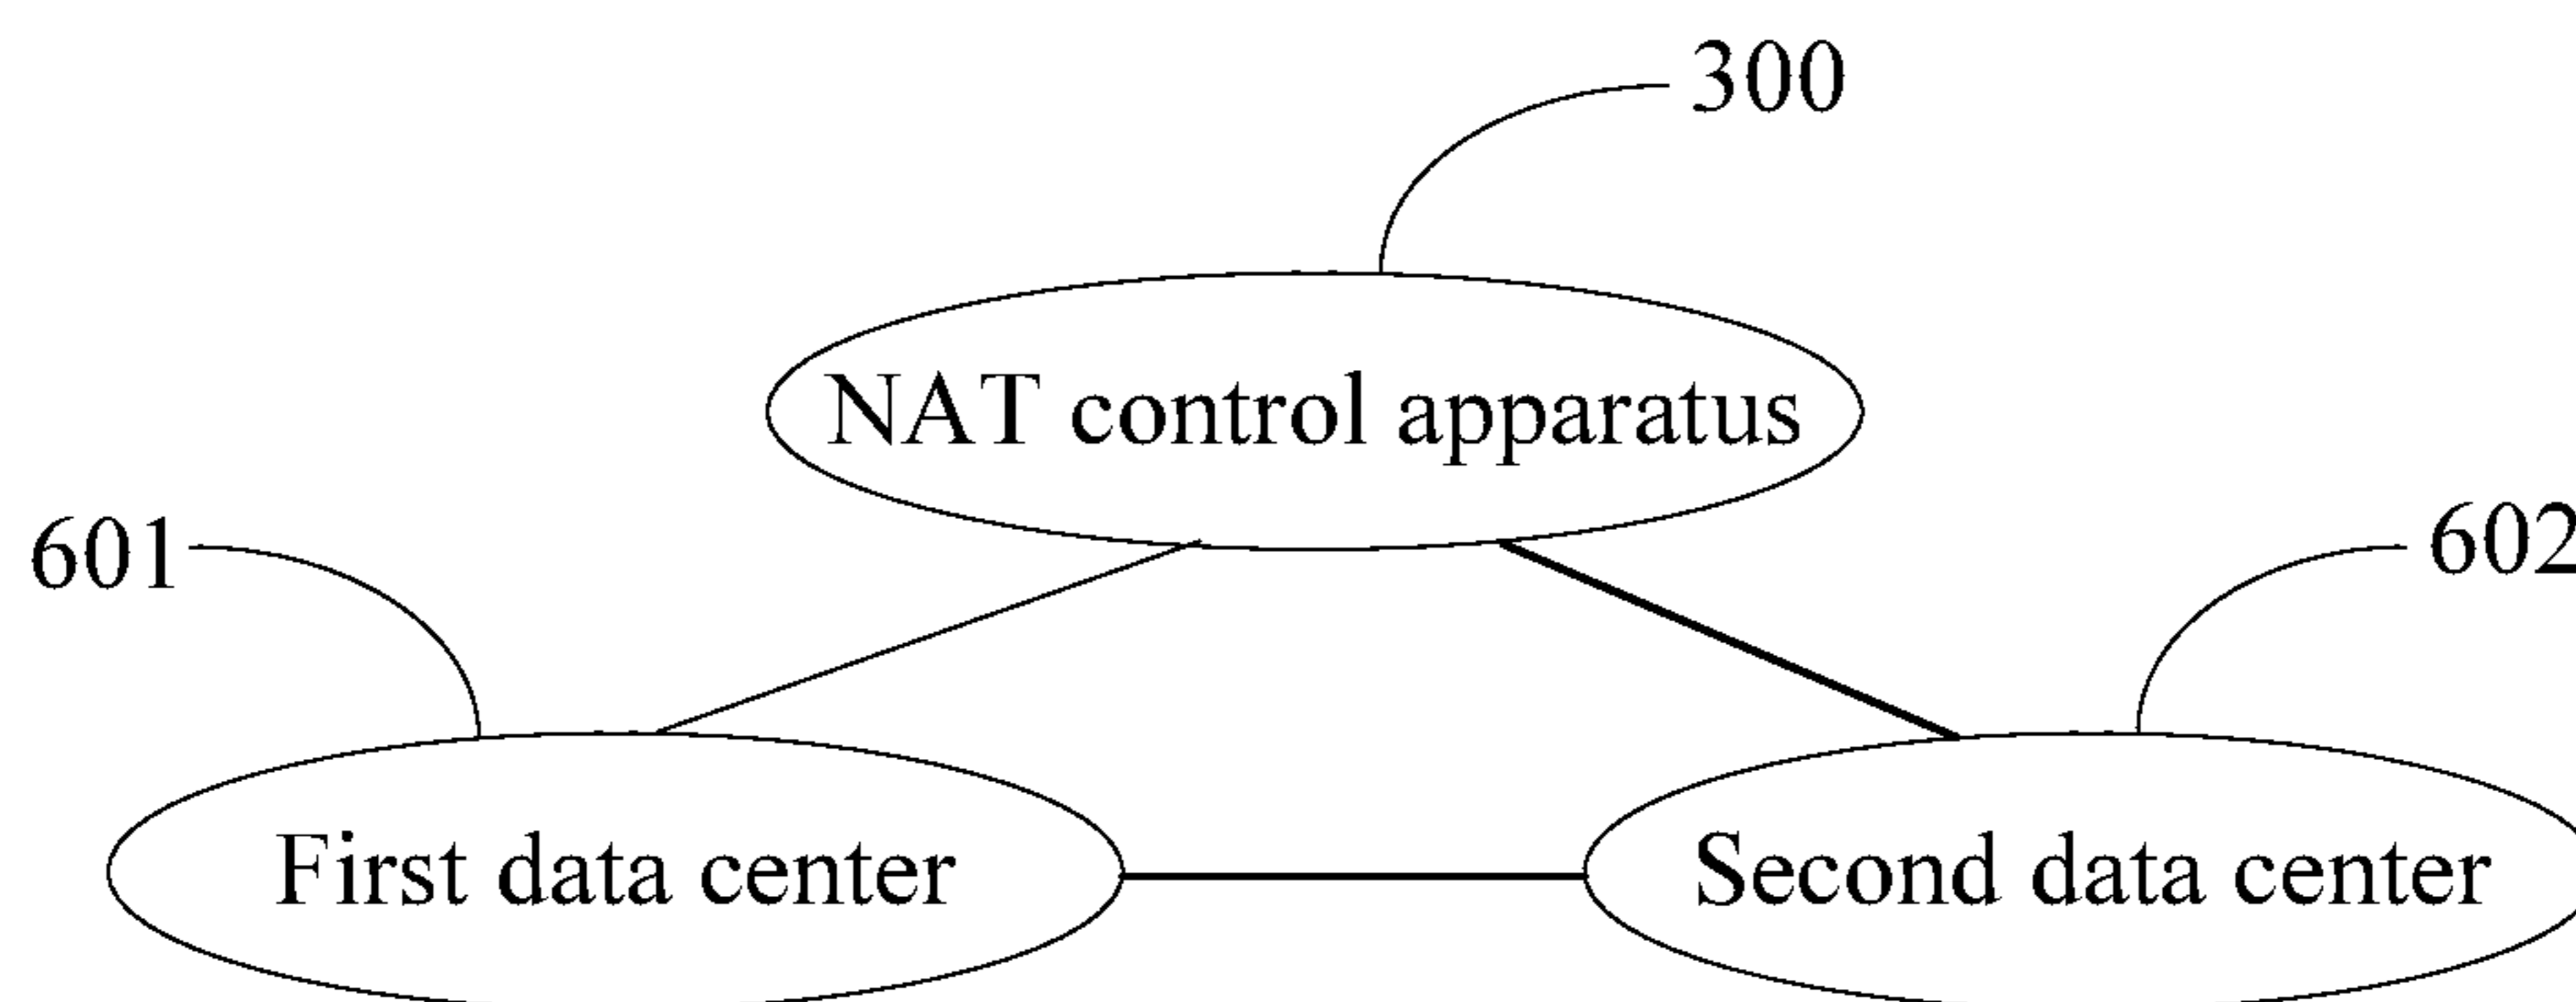 300
NAT control apparatus
601
602
First data center
Second data center